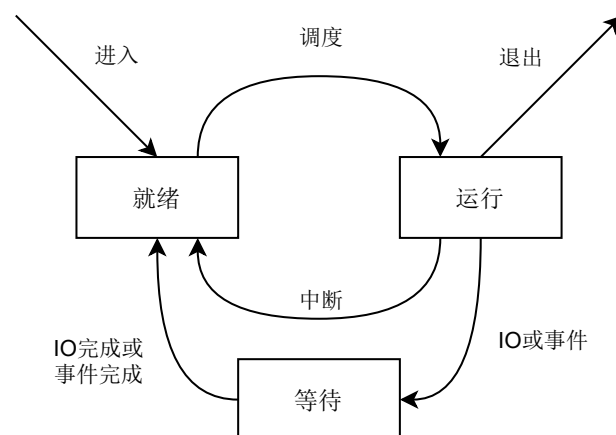 调度
进入
退出
就绪
运行
中断
IO完成或
事件完成
IO或事件
等待